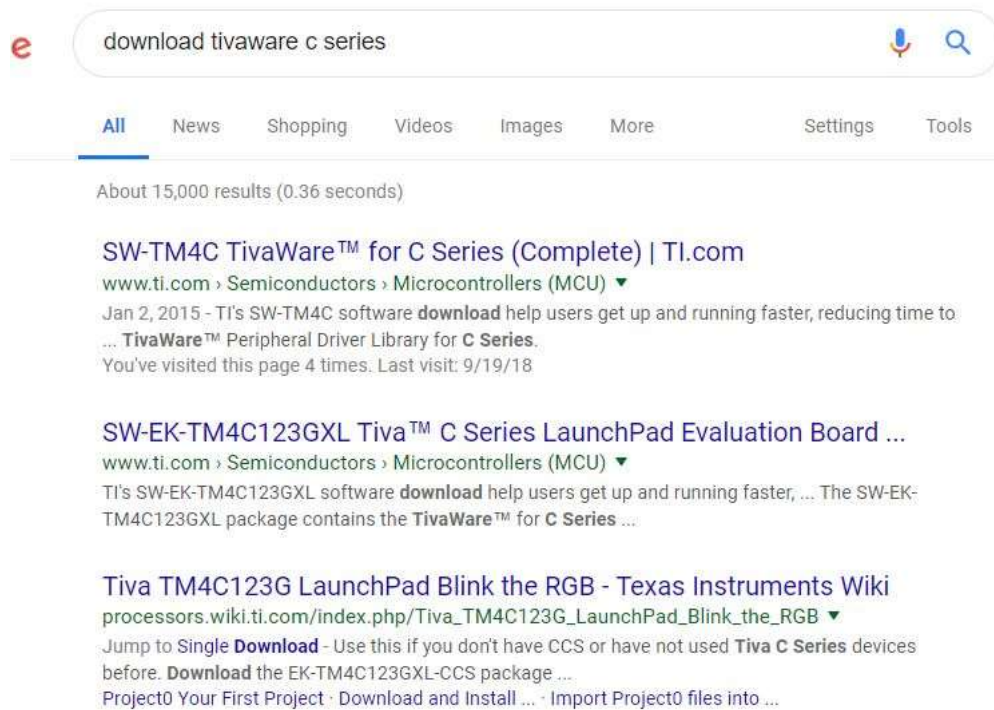 e
download tivaware c series
All News Shopping Videos Images More Settings Tools
About 15,000 results (0.36 seconds)
SW-TM4C TivaWare™ for C Series (Complete) | TI.com
www.ti.com › Semiconductors › Microcontrollers (MCU) ▼
Jan 2, 2015 - TI's SW-TM4C software download help users get up and running faster, reducing time to
... TivaWare™ Peripheral Driver Library for C Series.
You've visited this page 4 times. Last visit: 9/19/18
SW-EK-TM4C123GXL Tiva™ C Series LaunchPad Evaluation Board ...
www.ti.com › Semiconductors › Microcontrollers (MCU) ▼
TI's SW-EK-TM4C123GXL software download help users get up and running faster, ... The SW-EK-
TM4C123GXL package contains the TivaWare™ for C Series ...
Tiva TM4C123G LaunchPad Blink the RGB - Texas Instruments Wiki
processors.wiki.ti.com/index.php/Tiva_TM4C123G_LaunchPad_Blink_the_RGB ▼
Jump to Single Download - Use this if you don't have CCS or have not used Tiva C Series devices
before. Download the EK-TM4C123GXL-CCS package ...
Project0 Your First Project · Download and Install ... · Import Project0 files into ...